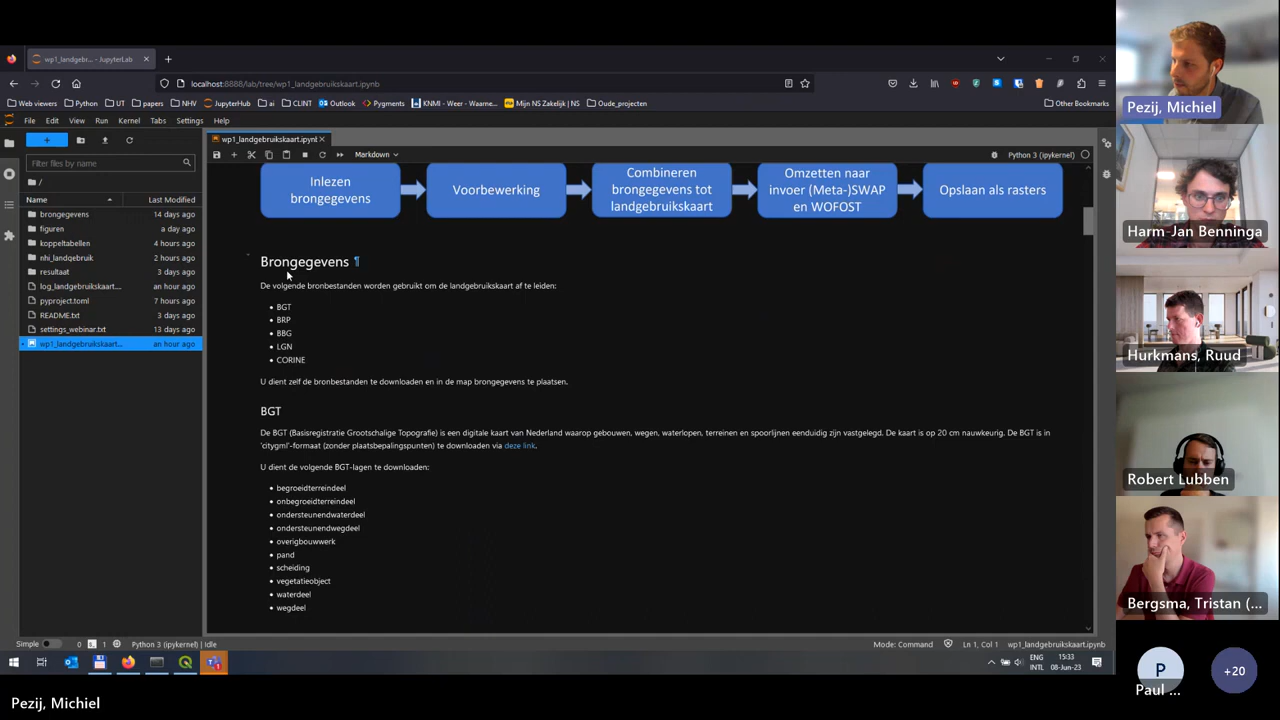 wp1_landgebr... - JupyterLab
localhost:8888/lab/tree/wp1_landgebruikskaart.ipynb
Web viewers Python UT papers NHV JupyterHub ai CLINT Outlook Pygments KNMI - Weer - Waarne... Mijn NS Zakelijk | NS Oude_projecten Other Bookmarks
File Edit View Run Kernel Tabs Settings Help
wp1_landgebruikskaart.ipynb
Filter files by name
Markdown
Python 3 (ipykernel)
/
Name Last Modified
brongegevens 14 days ago
figuren a day ago
koppeltabellen 4 hours ago
nhi_landgebruik 2 hours ago
resultaat 3 days ago
log_landgebruikskaart.... an hour ago
pyproject.toml 7 hours ago
README.txt 3 days ago
settings_webinar.txt 13 days ago
wp1_landgebruikskaart... an hour ago
Inlezen
brongegevens
Voorbewerking
Combineren
brongegevens tot
landgebruikskaart
Omzetten naar
invoer (Meta-)SWAP
en WOFOST
Opslaan als rasters
Brongegevens ¶
De volgende bronbestanden worden gebruikt om de landgebruikskaart af te leiden:
• BGT
• BRP
• BBG
• LGN
• CORINE
U dient zelf de bronbestanden te downloaden en in de map brongegevens te plaatsen.
BGT
De BGT (Basisregistratie Grootschalige Topografie) is een digitale kaart van Nederland waarop gebouwen, wegen, waterlopen, terreinen en spoorlijnen eenduidig zijn vastgelegd. De kaart is op 20 cm nauwkeurig. De BGT is in
'citygml'-formaat (zonder plaatsbepalingspunten) te downloaden via deze link.
U dient de volgende BGT-lagen te downloaden:
• begroeidterreindeel
• onbegroeidterreindeel
• ondersteunendwaterdeel
• ondersteunendwegdeel
• overigbouwwerk
• pand
• scheiding
• vegetatieobject
• waterdeel
• wegdeel
Simple 0 1 Python 3 (ipykernel) | Idle
Mode: Command Ln 1, Col 1 wp1_landgebruikskaart.ipynb
ENG
INTL
15:33
08-Jun-23
Pezij, Michiel
Pezij, Michiel
Harm-Jan Benninga
Hurkmans, Ruud
Robert Lubben
Bergsma, Tristan (...
P
Paul ...
+20